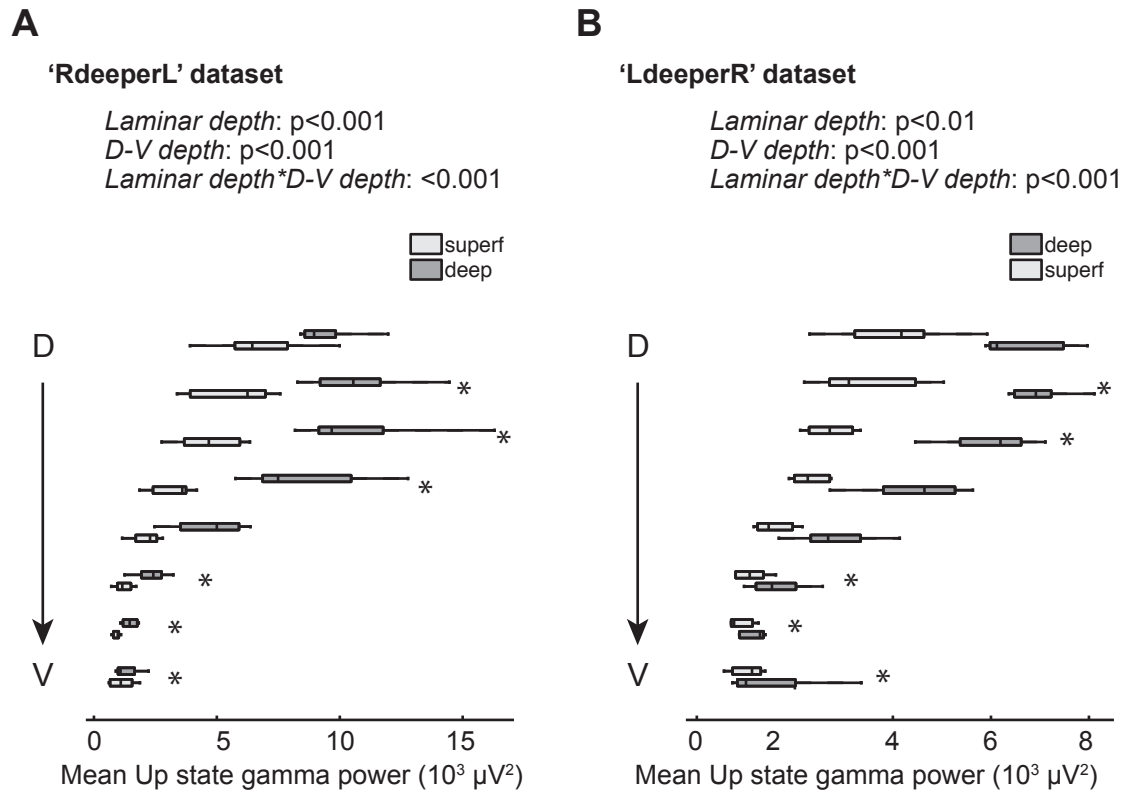 A
‘RdeeperL’ dataset
Laminar depth: p<0.001
D-V depth: p<0.001
Laminar depth*D-V depth: <0.001
superf
deep
D
*
*
*
*
*
V
*
0 5 10 15
Mean Up state gamma power (10³ µV²)
B
‘LdeeperR’ dataset
Laminar depth: p<0.01
D-V depth: p<0.001
Laminar depth*D-V depth: p<0.001
deep
superf
D
*
*
*
*
V
*
0 2 4 6 8
Mean Up state gamma power (10³ µV²)